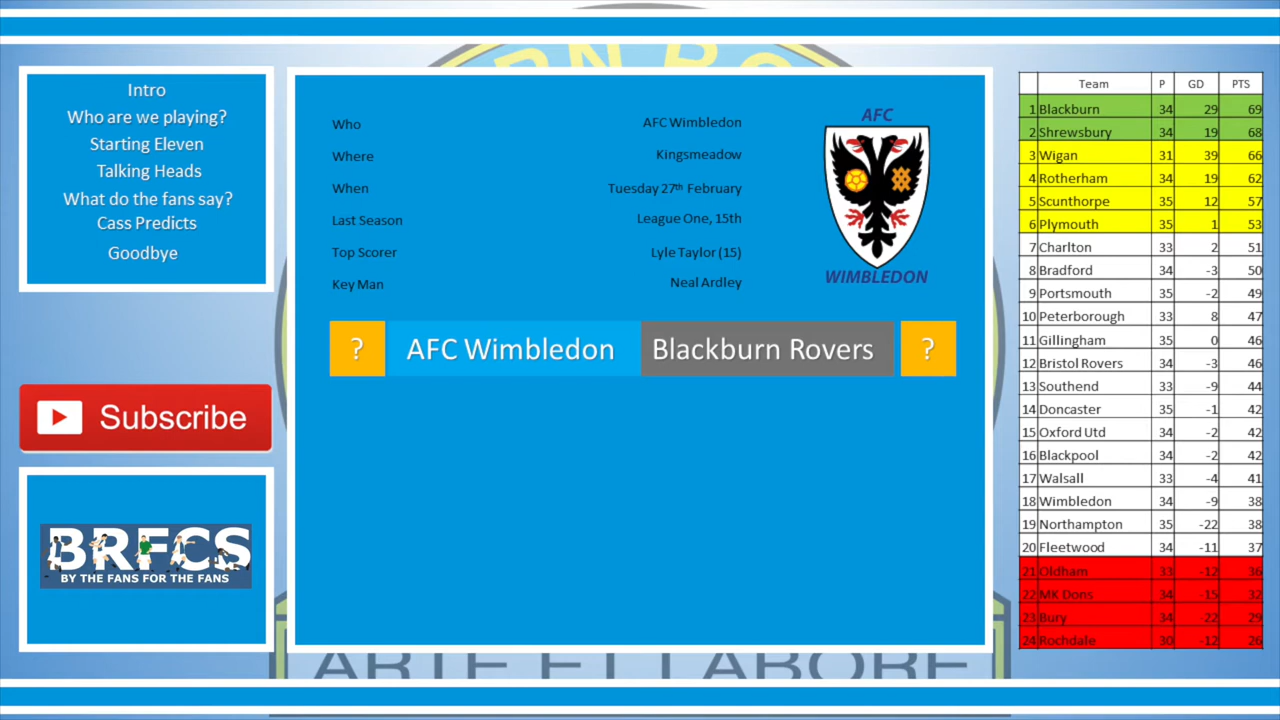 Intro
Who are we playing?
Starting Eleven
Talking Heads
What do the fans say?
Cass Predicts
Goodbye
Subscribe
BRFCS
BY THE FANS FOR THE FANS
Who AFC Wimbledon
Where Kingsmeadow
When Tuesday 27th February
Last Season League One, 15th
Top Scorer Lyle Taylor (15)
Key Man Neal Ardley
AFC
WIMBLEDON
? AFC Wimbledon Blackburn Rovers ?
Team P GD PTS
1 Blackburn 34 29 69
2 Shrewsbury 34 19 68
3 Wigan 31 39 66
4 Rotherham 34 19 62
5 Scunthorpe 35 12 57
6 Plymouth 35 1 53
7 Charlton 33 2 51
8 Bradford 34 -3 50
9 Portsmouth 35 -2 49
10 Peterborough 33 8 47
11 Gillingham 35 0 46
12 Bristol Rovers 34 -3 46
13 Southend 33 -9 44
14 Doncaster 35 -1 42
15 Oxford Utd 34 -2 42
16 Blackpool 34 -2 42
17 Walsall 33 -4 41
18 Wimbledon 34 -9 38
19 Northampton 35 -22 38
20 Fleetwood 34 -11 37
21 Oldham 33 -12 36
22 MK Dons 34 -15 32
23 Bury 34 22 29
24 Rochdale 30 -12 26
ARTE ET LABORE